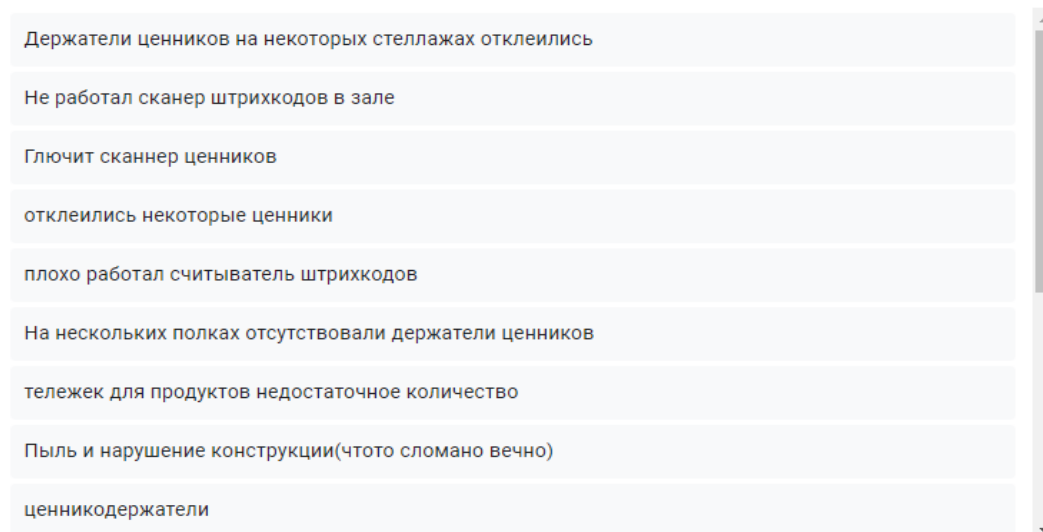 Держатели ценников на некоторых стеллажах отклеились
Не работал сканер штрихкодов в зале
Глючит сканнер ценников
отклеились некоторые ценники
плохо работал считыватель штрихкодов
На нескольких полках отсутствовали держатели ценников
тележек для продуктов недостаточное количество
Пыль и нарушение конструкции(чтото сломано вечно)
ценникодержатели